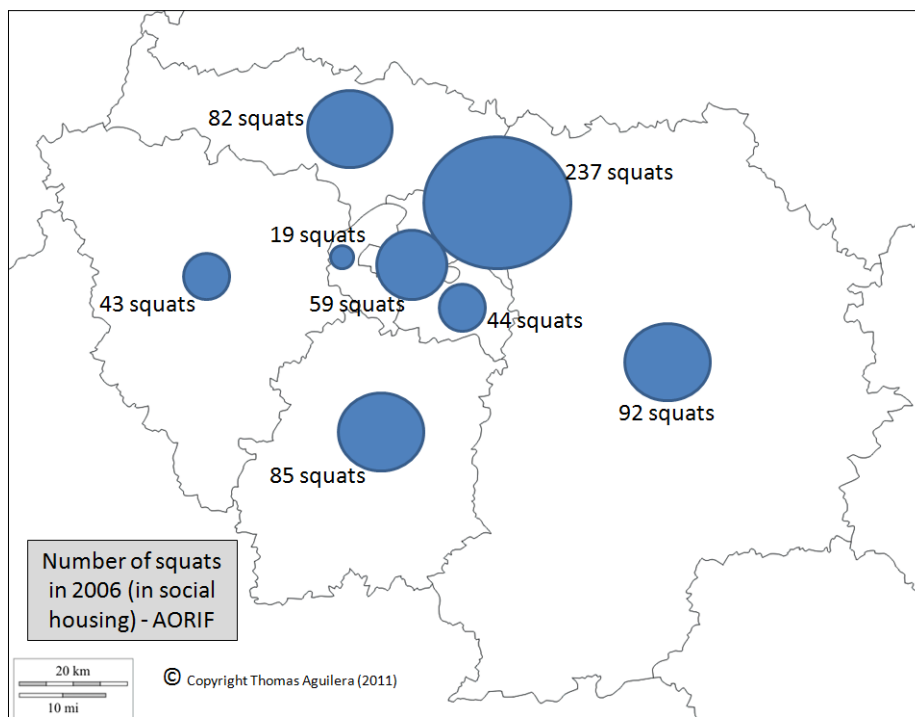 82 squats
237 squats
19 squats
43 squats
59 squats
44 squats
92 squats
85 squats
Number of squats
in 2006 (in social
housing) - AORIF
20 km
10 mi
© Copyright Thomas Aguilera (2011)